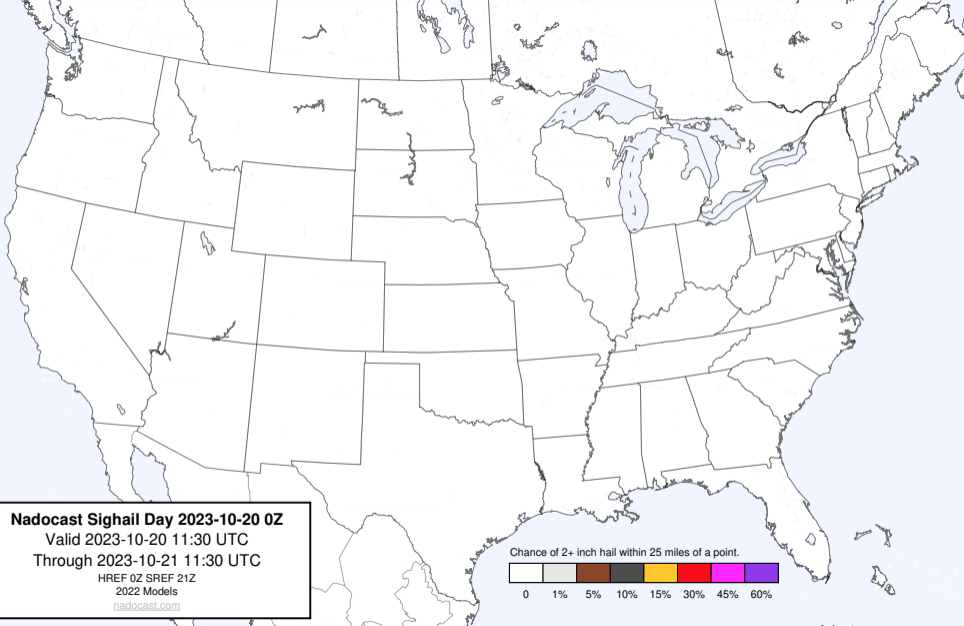 Nadocast Sighail Day 2023-10-20 0Z
Valid 2023-10-20 11:30 UTC
Through 2023-10-21 11:30 UTC
HREF 0Z SREF 21Z
2022 Models
nadocast.com
Chance of 2+ inch hail within 25 miles of a point.
0 1% 5% 10% 15% 30% 45% 60%